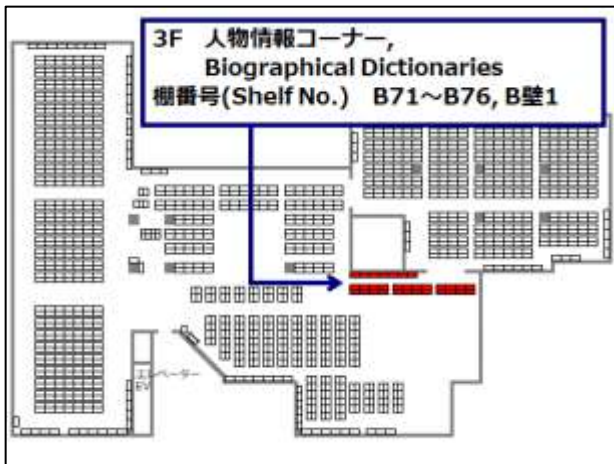 3F 人物情報コーナー,
Biographical Dictionaries
棚番号(Shelf No.) B71～B76, B壁1
エレベーター
EV